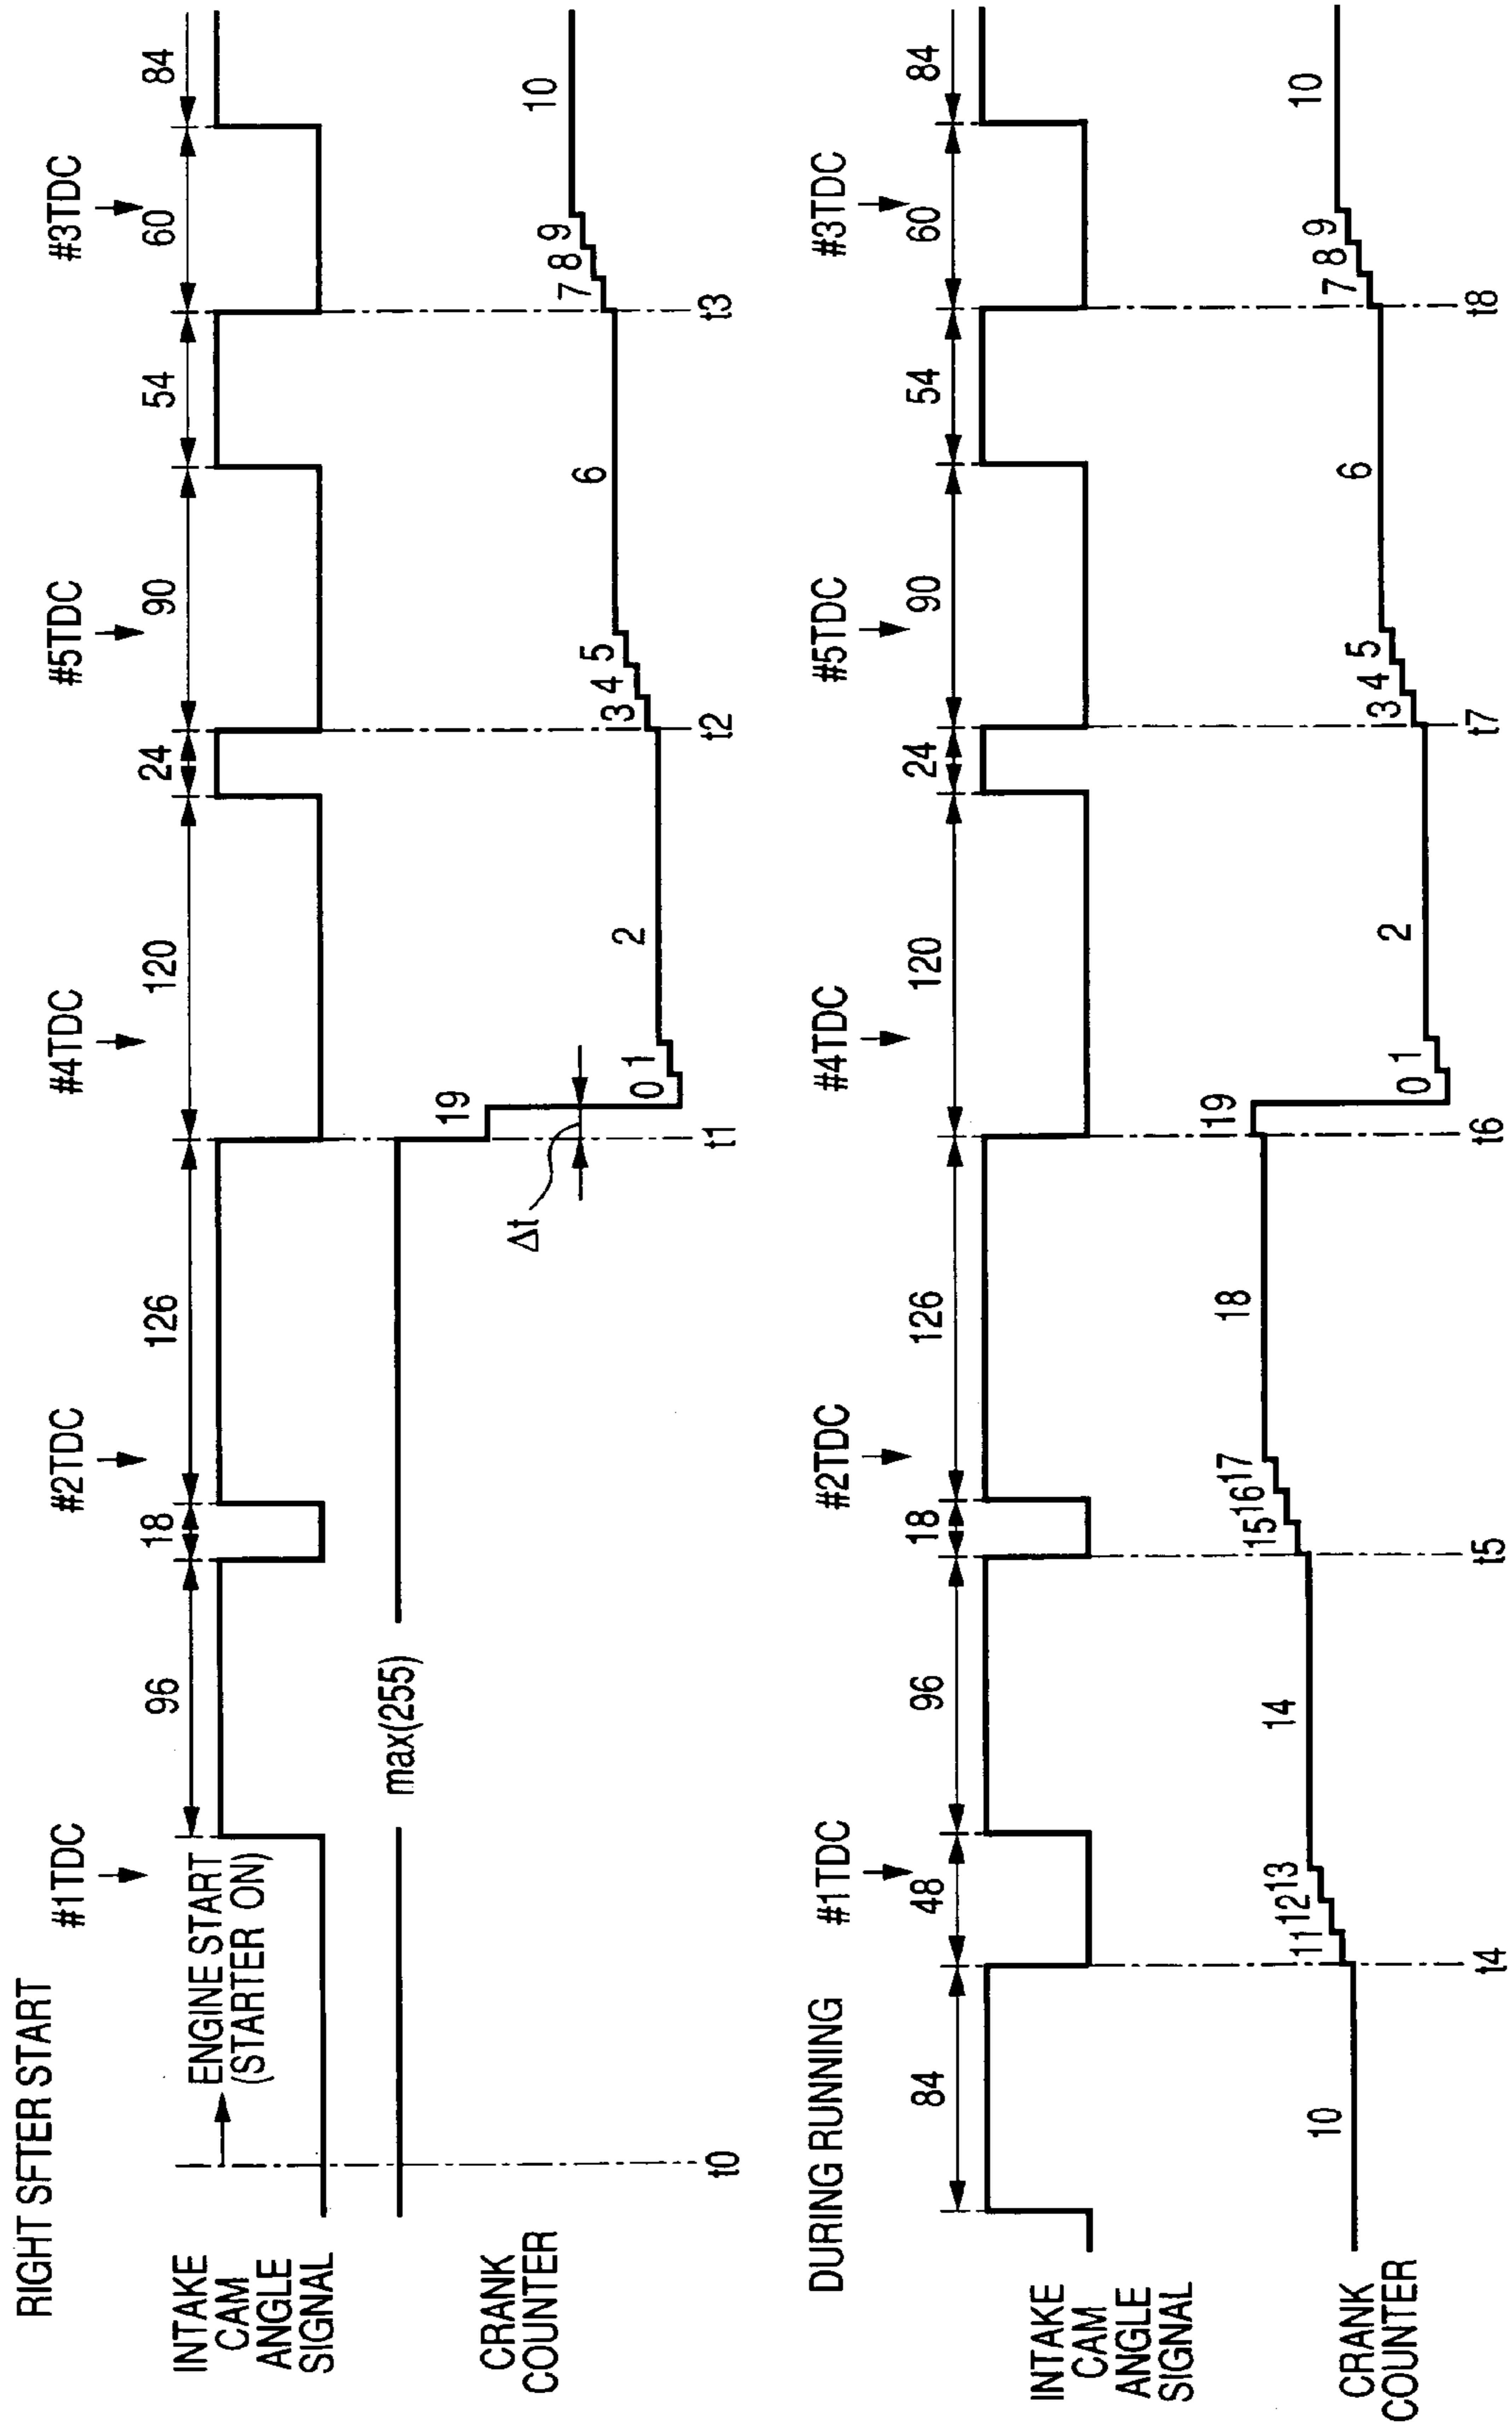 RIGHT SFTER START
#1TDC
#2TDC
#4TDC
#5TDC
#3TDC
96
18
126
120
24
90
54
60
84
INTAKE
CAM
ANGLE
SIGNAL
ENGINE START
(STARTER ON)
CRANK
COUNTER
max(255)
19
Δt
0
1
2
3
4
5
6
7
8
9
10
t0
t1
t2
t3
DURING RUNNING
#1TDC
#2TDC
#4TDC
#5TDC
#3TDC
84
48
96
18
126
120
24
90
54
60
84
INTAKE
CAM
ANGLE
SIGNAL
CRANK
COUNTER
10
11
12
13
14
15
16
17
18
19
0
1
2
3
4
5
6
7
8
9
10
t4
t5
t6
t7
t8